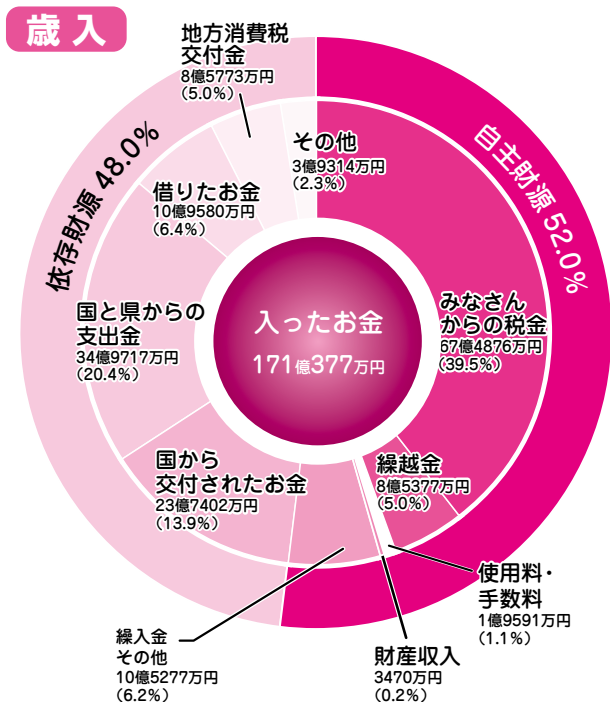 歳入
地方消費税
交付金
8億5773万円
(5.0%)
その他
3億9314万円
(2.3%)
依存財源 48.0%
自主財源 52.0%
借りたお金
10億9580万円
(6.4%)
国と県からの
支出金
34億9717万円
(20.4%)
入ったお金
171億377万円
みなさん
からの税金
67億4876万円
(39.5%)
国から
交付されたお金
23億7402万円
(13.9%)
繰越金
8億5377万円
(5.0%)
使用料・
手数料
1億9591万円
(1.1%)
繰入金
その他
10億5277万円
(6.2%)
財産収入
3470万円
(0.2%)